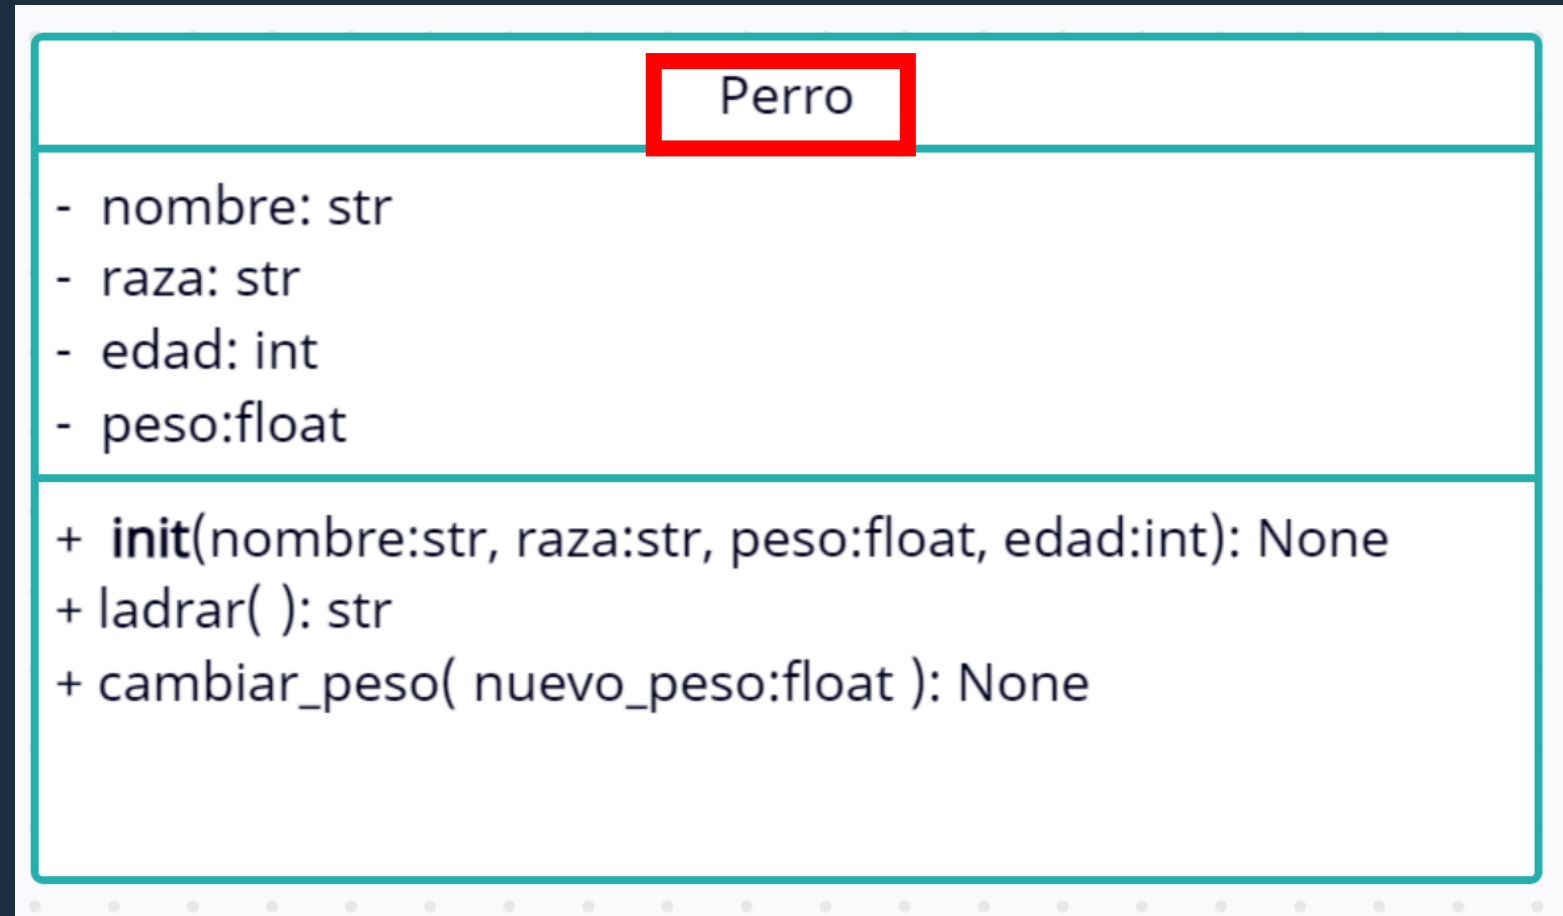 Perro
- nombre: str
- raza: str
- edad: int
- peso:float
+ init(nombre:str, raza:str, peso:float, edad:int): None
+ ladrar( ): str
+ cambiar_peso( nuevo_peso:float ): None